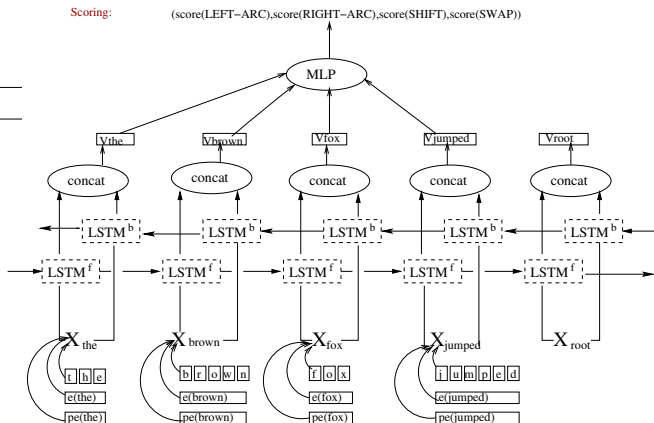 Scoring: (score(LEFT−ARC),score(RIGHT−ARC),score(SHIFT),score(SWAP))
MLP
Vthe Vbrown Vfox Vjumped Vroot
concat concat concat concat concat
LSTM b LSTM b LSTM b LSTM b LSTM b
LSTM f LSTM f LSTM f LSTM f LSTM f
X the X brown X fox X jumped X root
t h e b r o w n f o x j u m p e d
e(the) e(brown) e(fox) e(jumped)
pe(the) pe(brown) pe(fox) pe(jumped)